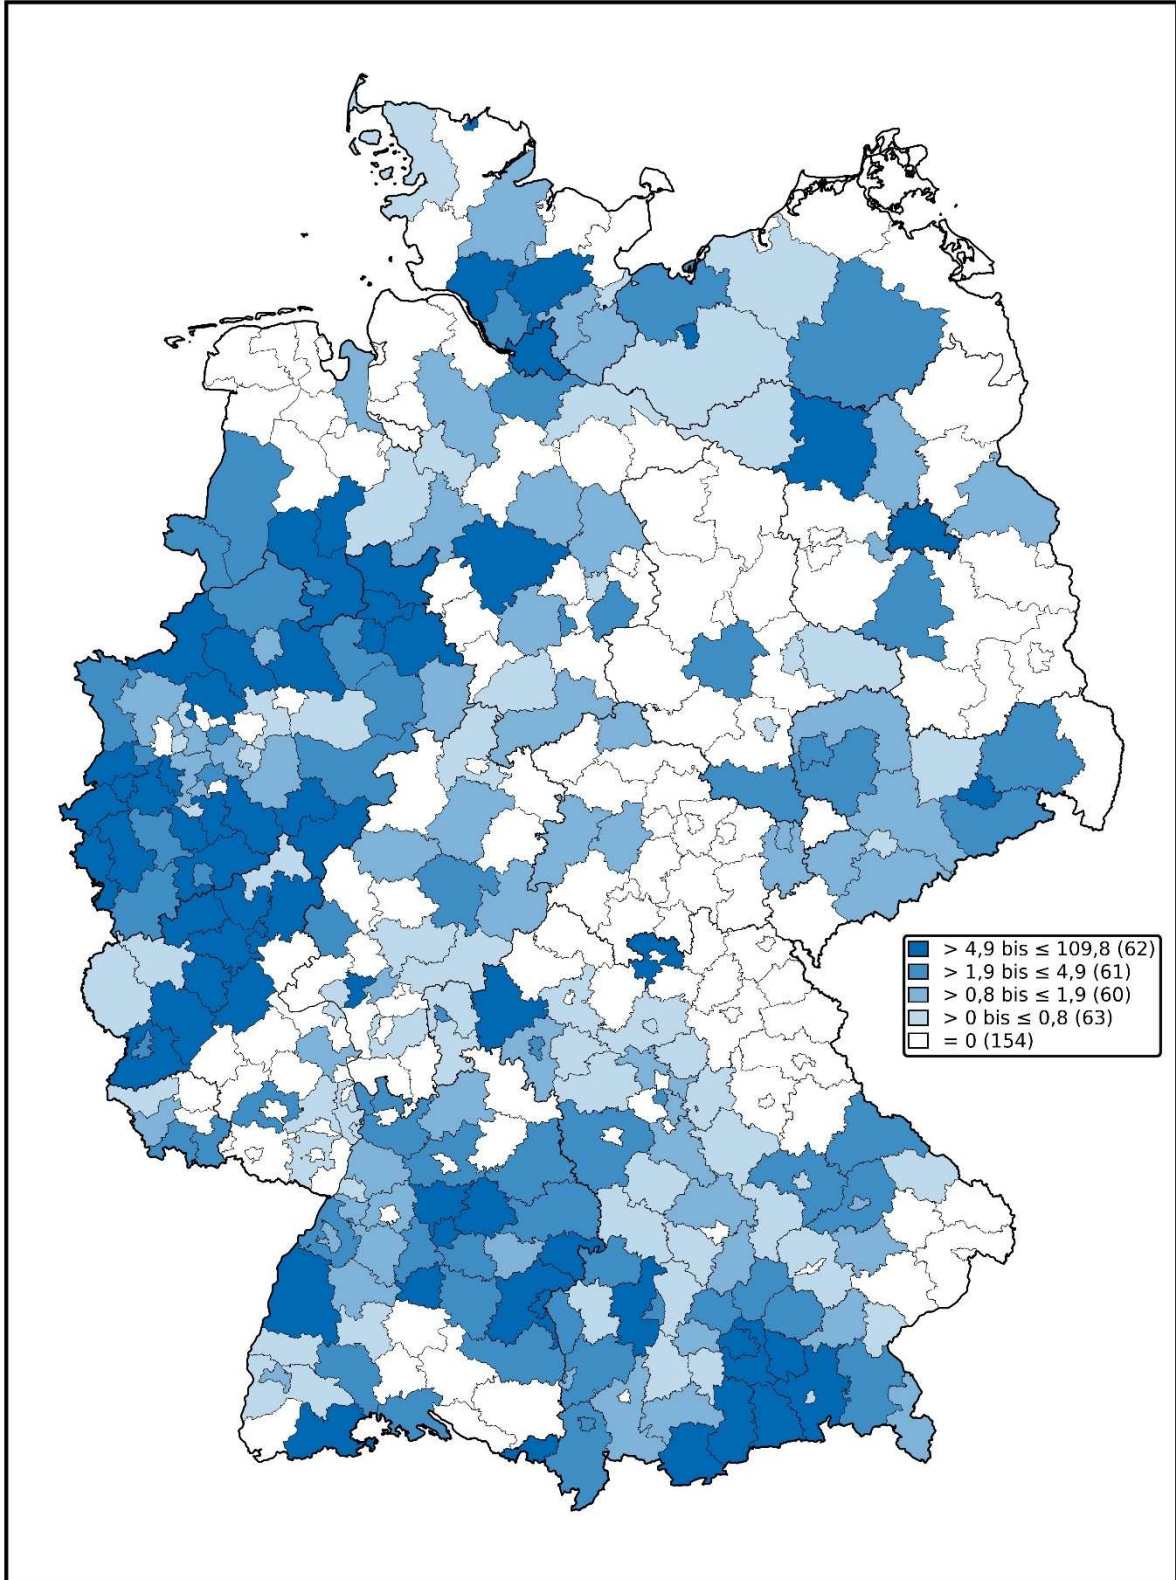 > 4,9 bis ≤ 109,8 (62)
> 1,9 bis ≤ 4,9 (61)
> 0,8 bis ≤ 1,9 (60)
> 0 bis ≤ 0,8 (63)
= 0 (154)